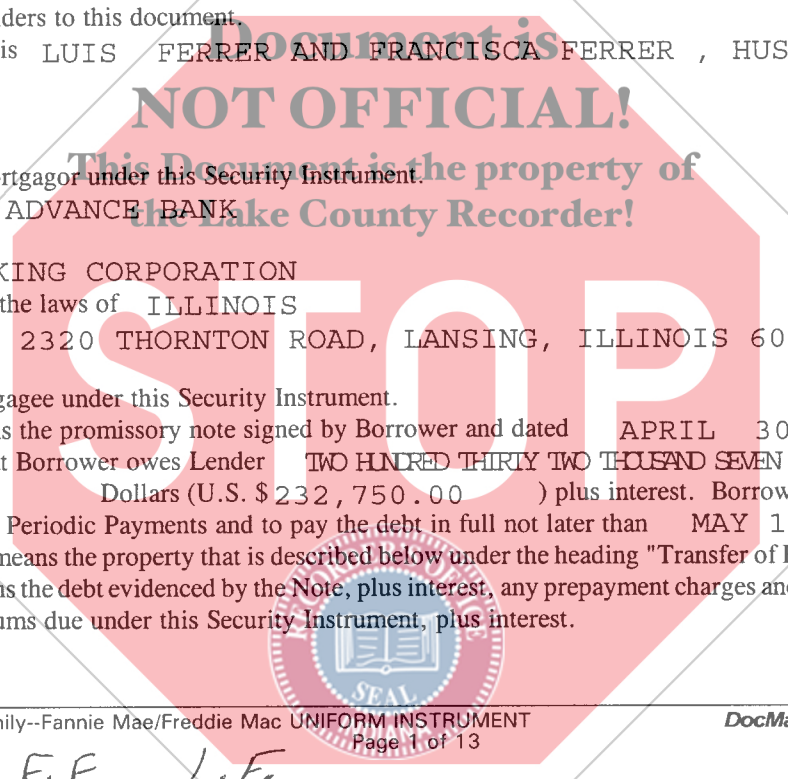 ders to this document.
Document is
is LUIS FERRER AND FRANCISCA FERRER , HUS
NOT OFFICIAL!
This Document is the property of
rtgagor under this Security Instrument.
ADVANCE BANK
the Lake County Recorder!
KING CORPORATION
the laws of ILLINOIS
2320 THORNTON ROAD, LANSING, ILLINOIS 60
STOP
gagee under this Security Instrument.
s the promissory note signed by Borrower and dated APRIL 30
t Borrower owes Lender TWO HUNDRED THIRTY TWO THOUSAND SEVEN
Dollars (U.S. $ 232,750.00 ) plus interest. Borrow
Periodic Payments and to pay the debt in full not later than MAY 1
means the property that is described below under the heading "Transfer of
ns the debt evidenced by the Note, plus interest, any prepayment charges an
ums due under this Security Instrument, plus interest.
SEAL
INDIANA
nily--Fannie Mae/Freddie Mac UNIFORM INSTRUMENT
DocMa
Page 1 of 13
F.F. L.F.